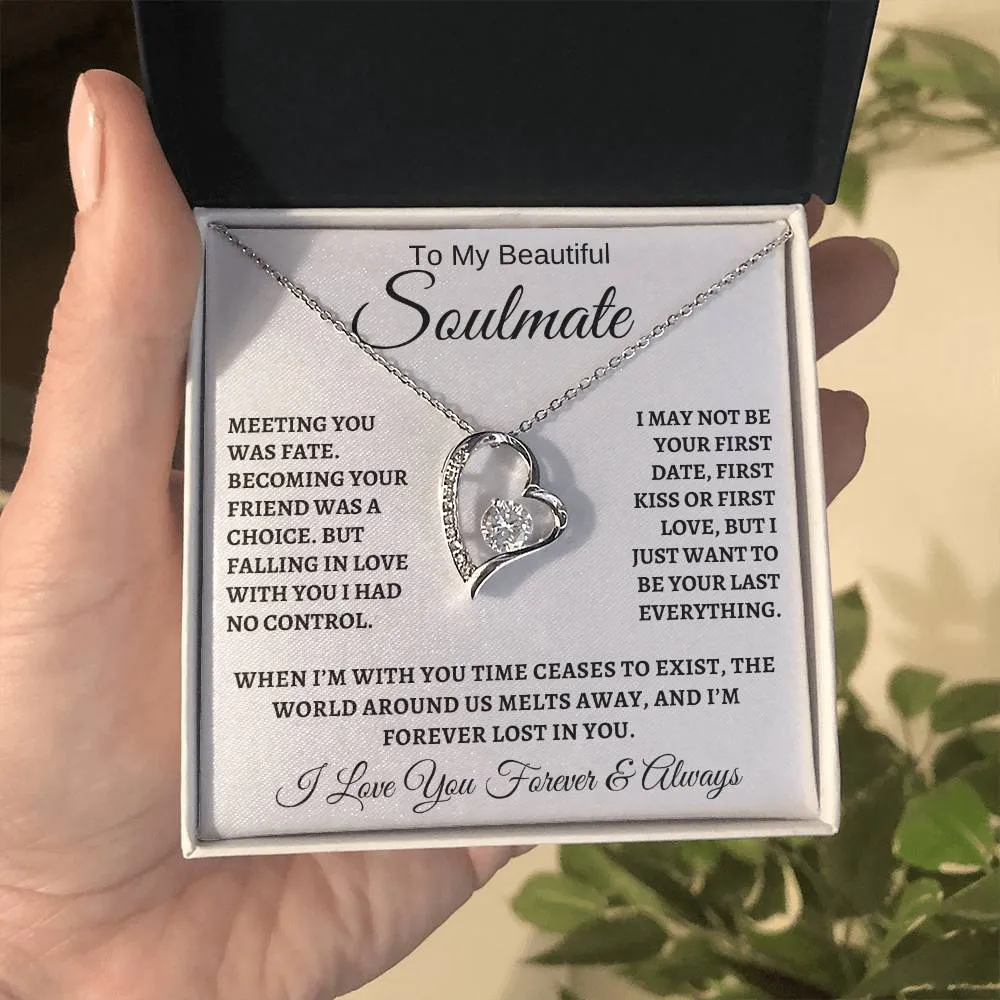 To My Beautiful
Soulmate
MEETING YOU
WAS FATE.
BECOMING YOUR
FRIEND WAS A
CHOICE. BUT
FALLING IN LOVE
WITH YOU I HAD
NO CONTROL.
I MAY NOT BE
YOUR FIRST
DATE, FIRST
KISS OR FIRST
LOVE, BUT I
JUST WANT TO
BE YOUR LAST
EVERYTHING.
WHEN I’M WITH YOU TIME CEASES TO EXIST, THE
WORLD AROUND US MELTS AWAY, AND I’M
FOREVER LOST IN YOU.
I Love You Forever & Always